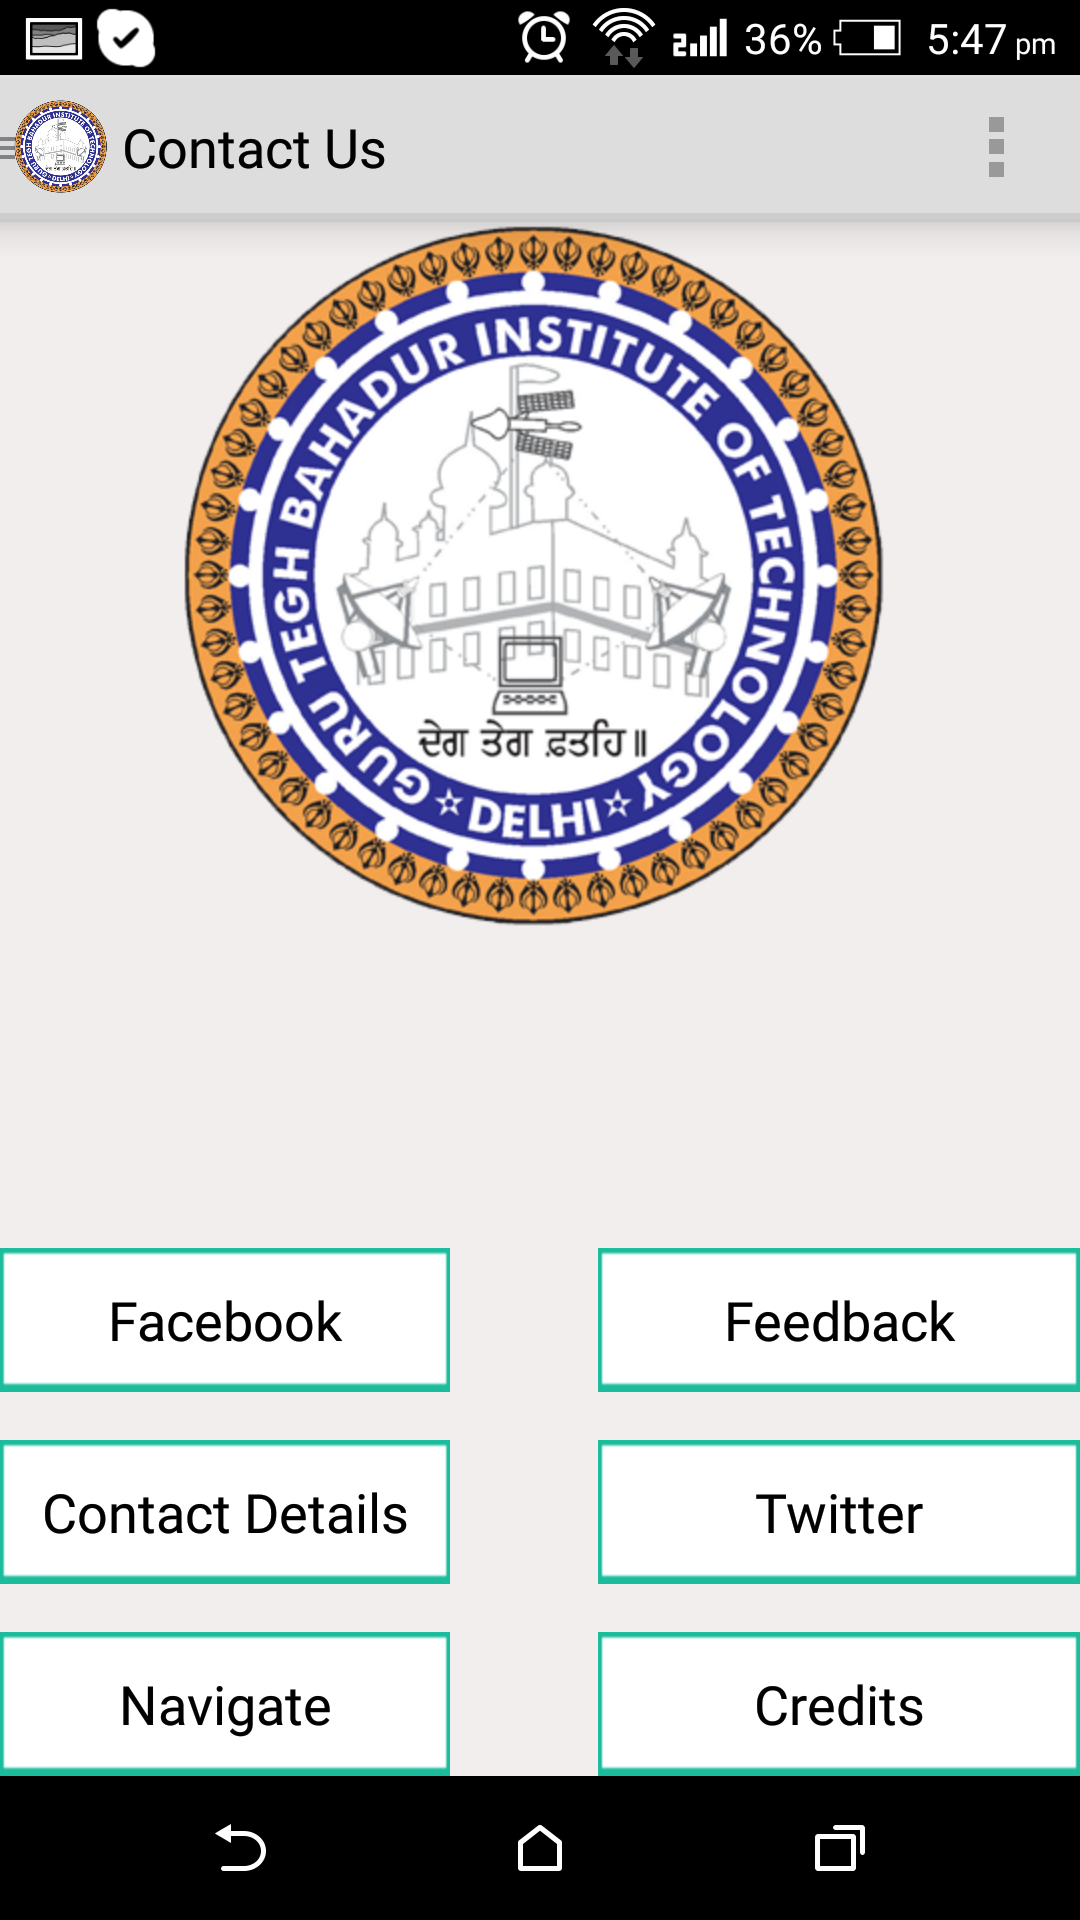 36% 5:47 pm
Contact Us
GURU TEGH BAHADUR INSTITUTE OF TECHNOLOGY
ਦੇਗ ਤੇਗ ਫ਼ਤਹਿ॥
☆ DELHI ☆
Facebook Feedback
Contact Details Twitter
Navigate Credits